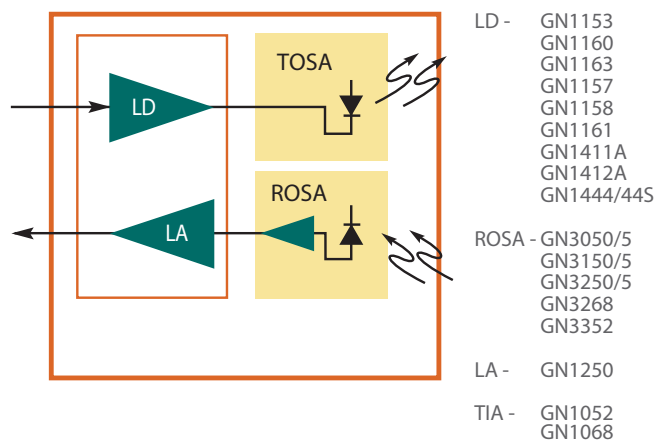 TOSA
LD
ROSA
LA
LD - GN1153
GN1160
GN1163
GN1157
GN1158
GN1161
GN1411A
GN1412A
GN1444/44S
ROSA - GN3050/5
GN3150/5
GN3250/5
GN3268
GN3352
LA - GN1250
TIA - GN1052
GN1068